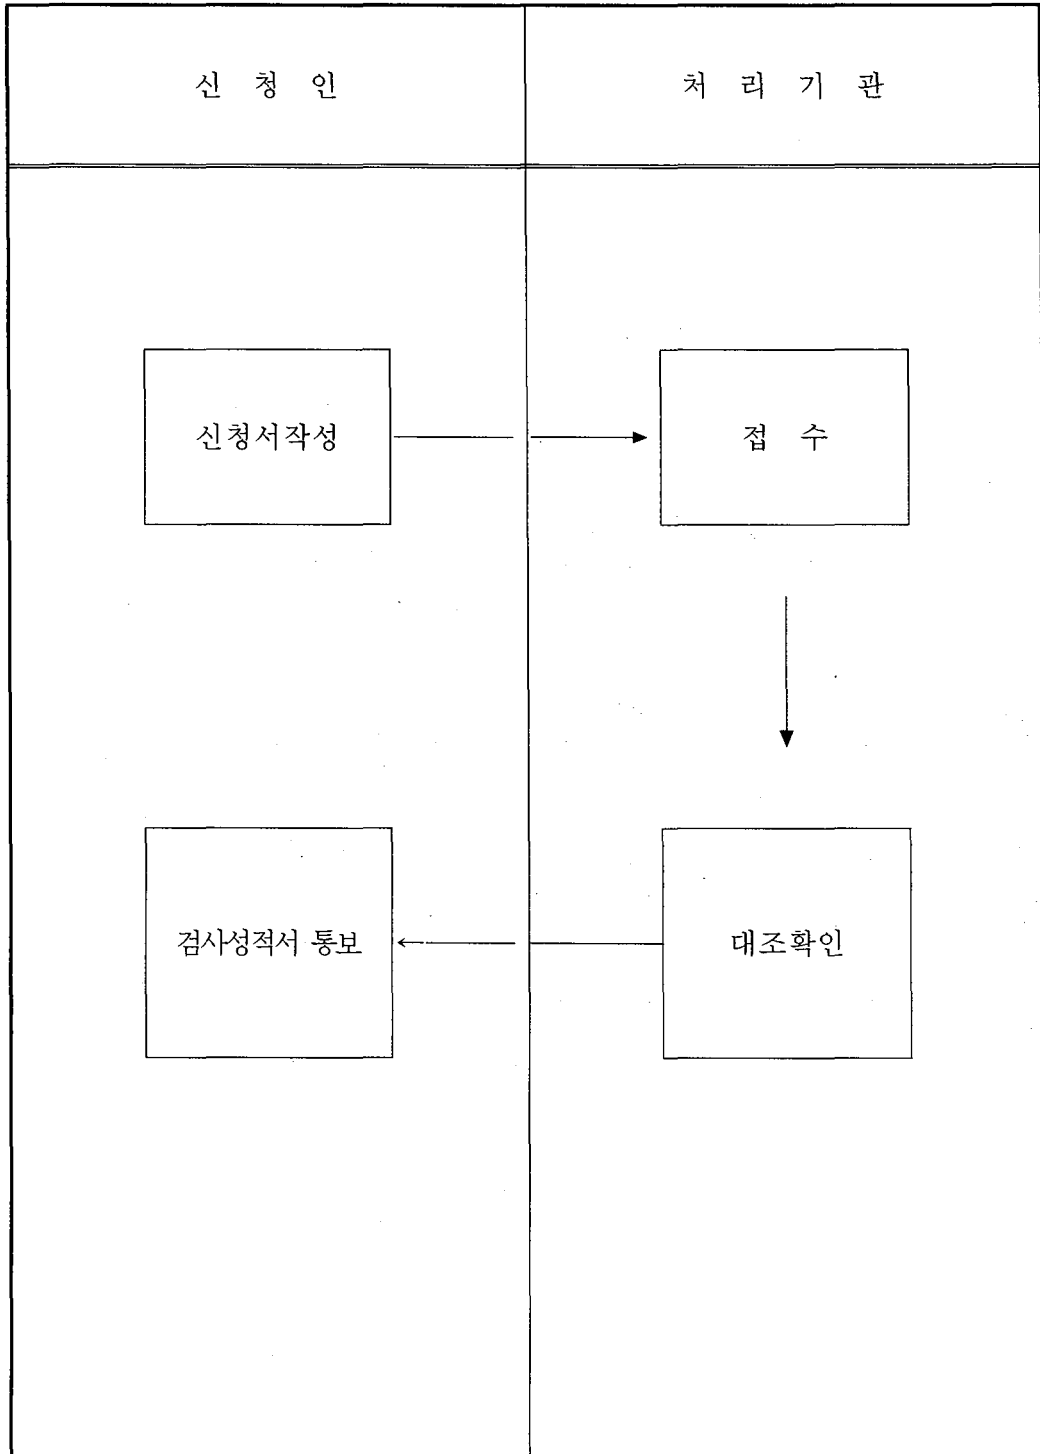 신 청 인
처 리 기 관
신청서작성
접 수
대조확인
검사성적서 통보